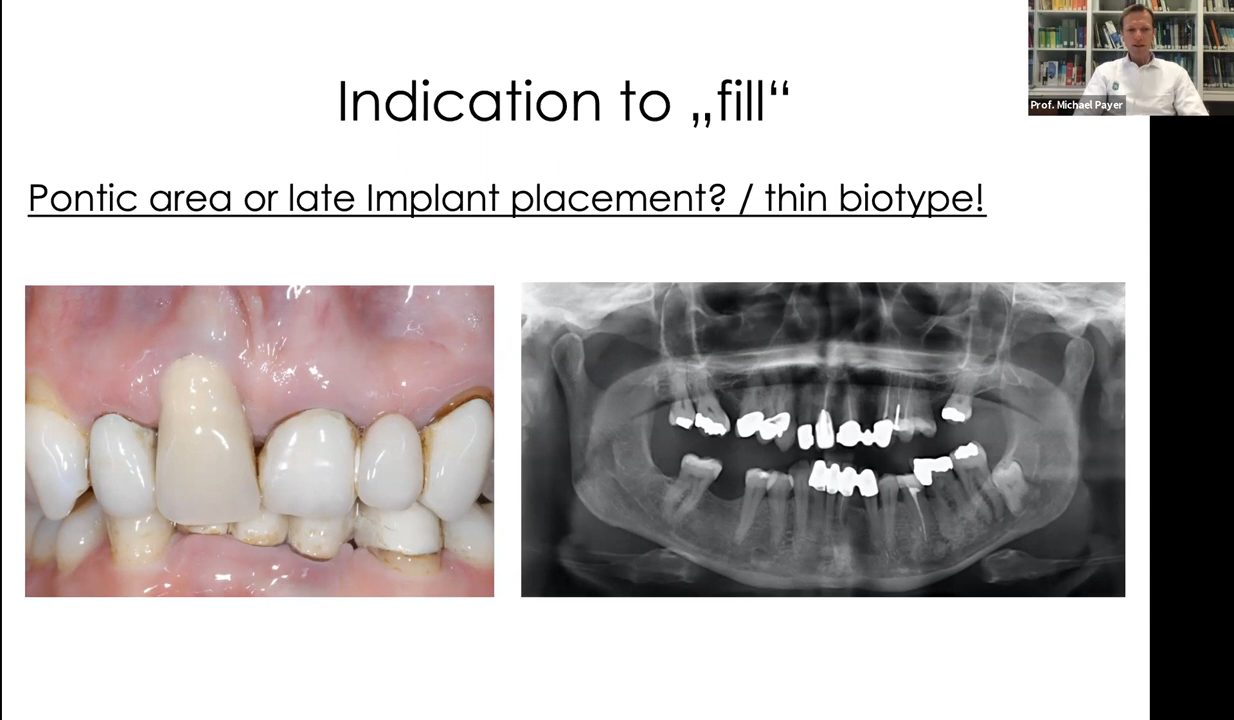 Prof. Michael Payer
Indication to „fill“
Pontic area or late Implant placement? / thin biotype!